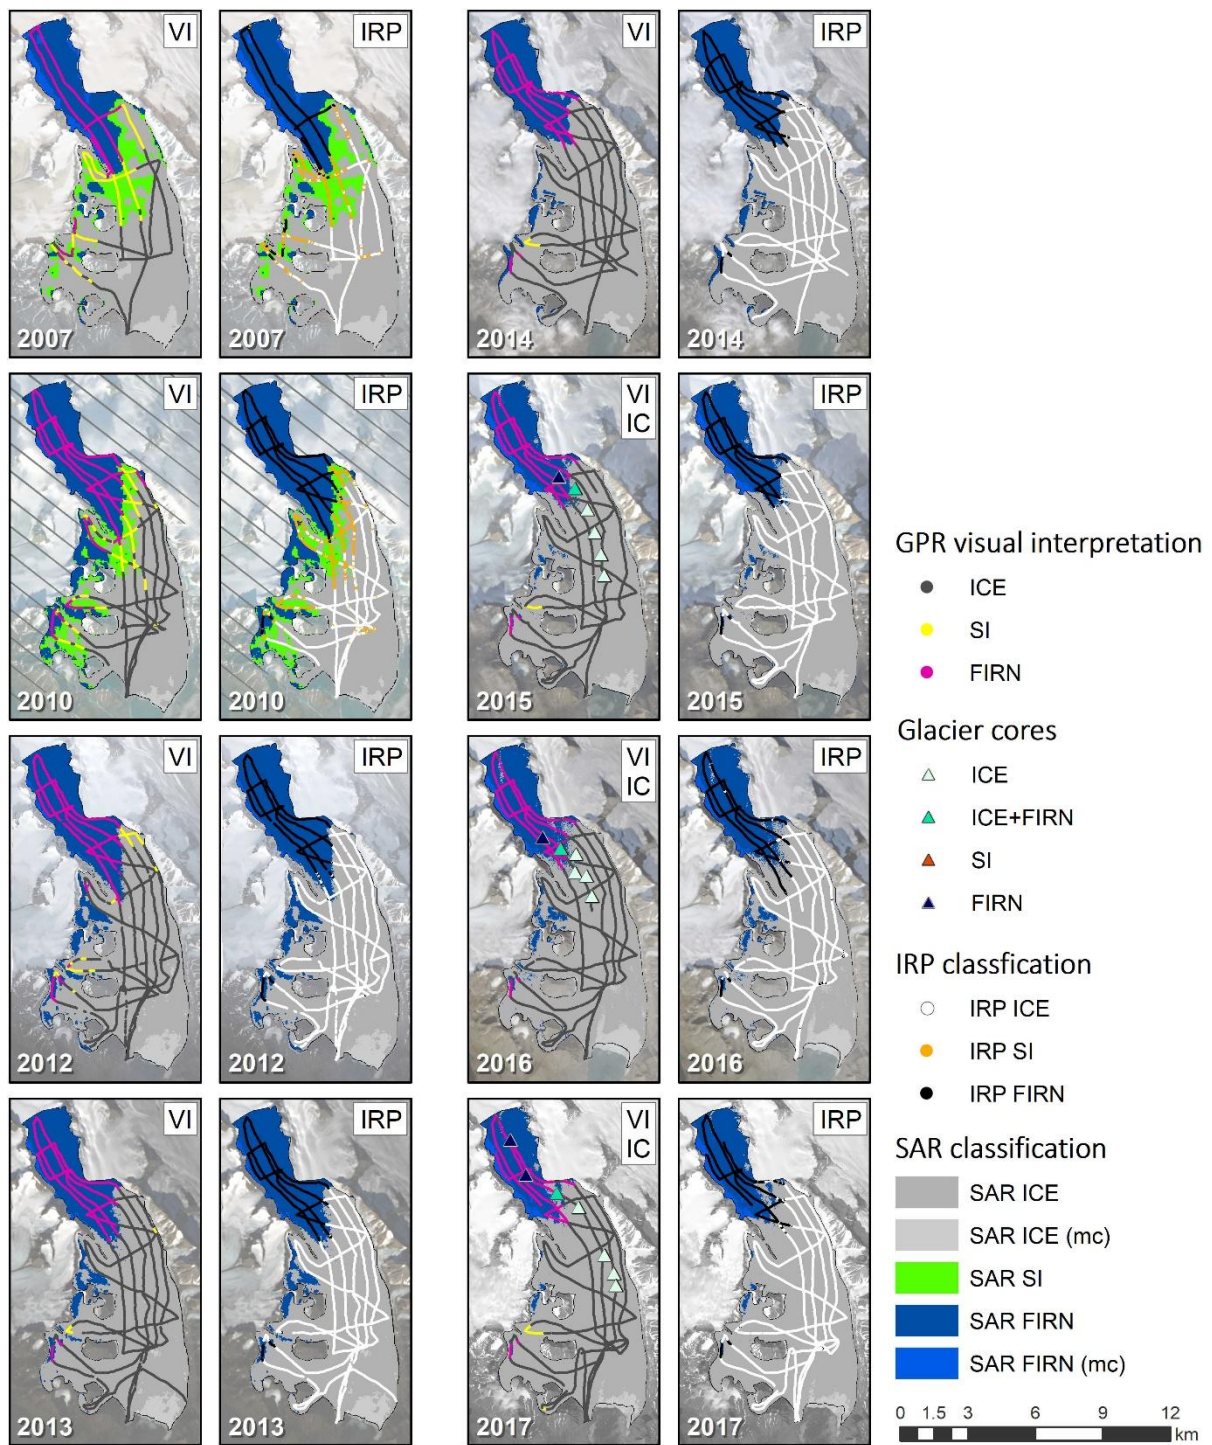 VI
IRP
2007
2007
VI
IRP
2014
2014
VI
IRP
2010
2010
VI
IC
IRP
2015
2015
VI
IRP
2012
2012
VI
IC
IRP
2016
2016
VI
IRP
2013
2013
VI
IC
IRP
2017
2017
GPR visual interpretation
ICE
SI
FIRN
Glacier cores
ICE
ICE+FIRN
SI
FIRN
IRP classfication
IRP ICE
IRP SI
IRP FIRN
SAR classification
SAR ICE
SAR ICE (mc)
SAR SI
SAR FIRN
SAR FIRN (mc)
0 1.5 3 6 9 12
km